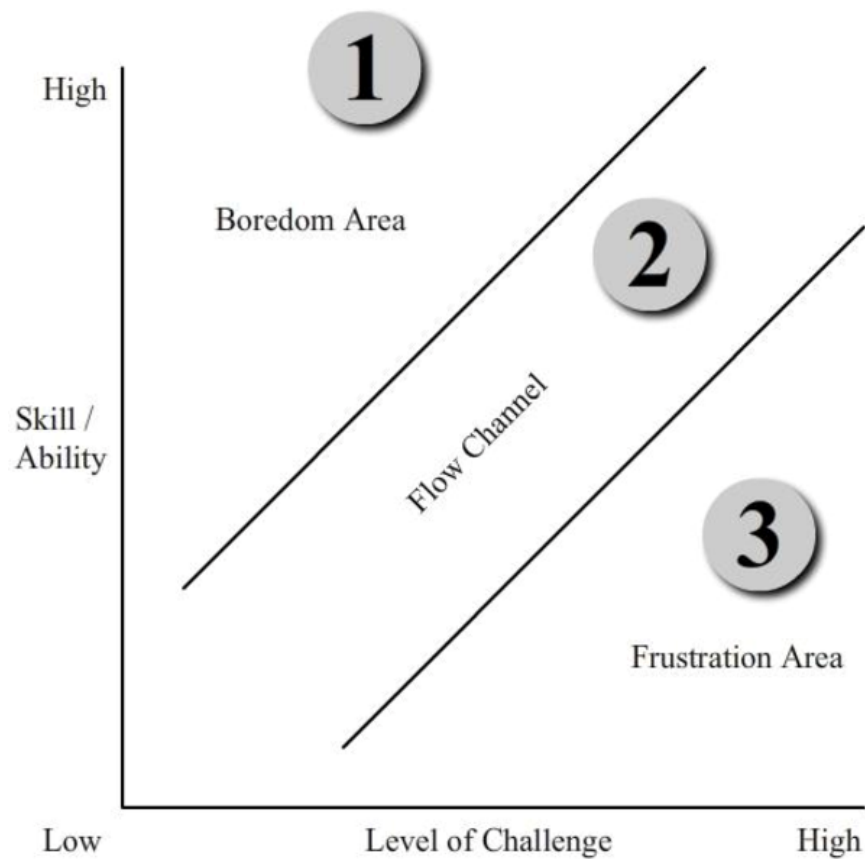 1
High
Boredom Area
2
Skill /
Ability
Flow Channel
3
Frustration Area
Low
Level of Challenge
High